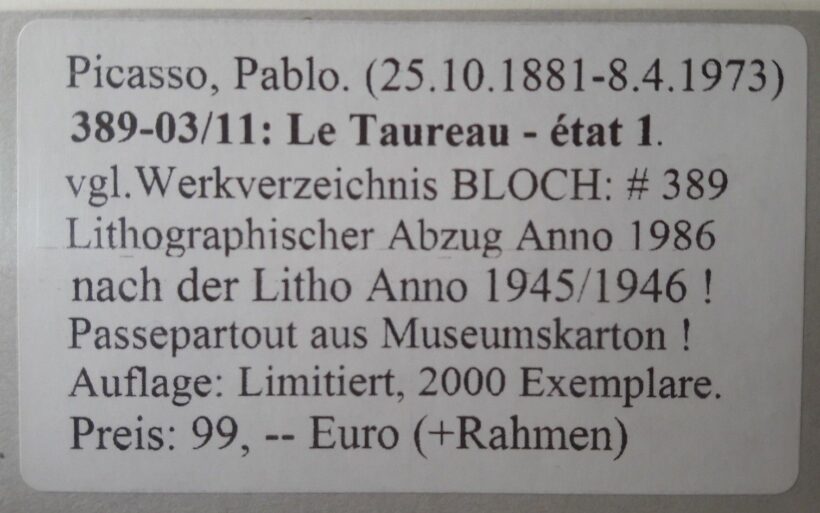 Picasso, Pablo. (25.10.1881-8.4.1973)
389-03/11: Le Taureau - état 1.
vgl.Werkverzeichnis BLOCH: # 389
Lithographischer Abzug Anno 1986
nach der Litho Anno 1945/1946 !
Passepartout aus Museumskarton !
Auflage: Limitiert, 2000 Exemplare.
Preis: 99, -- Euro (+Rahmen)